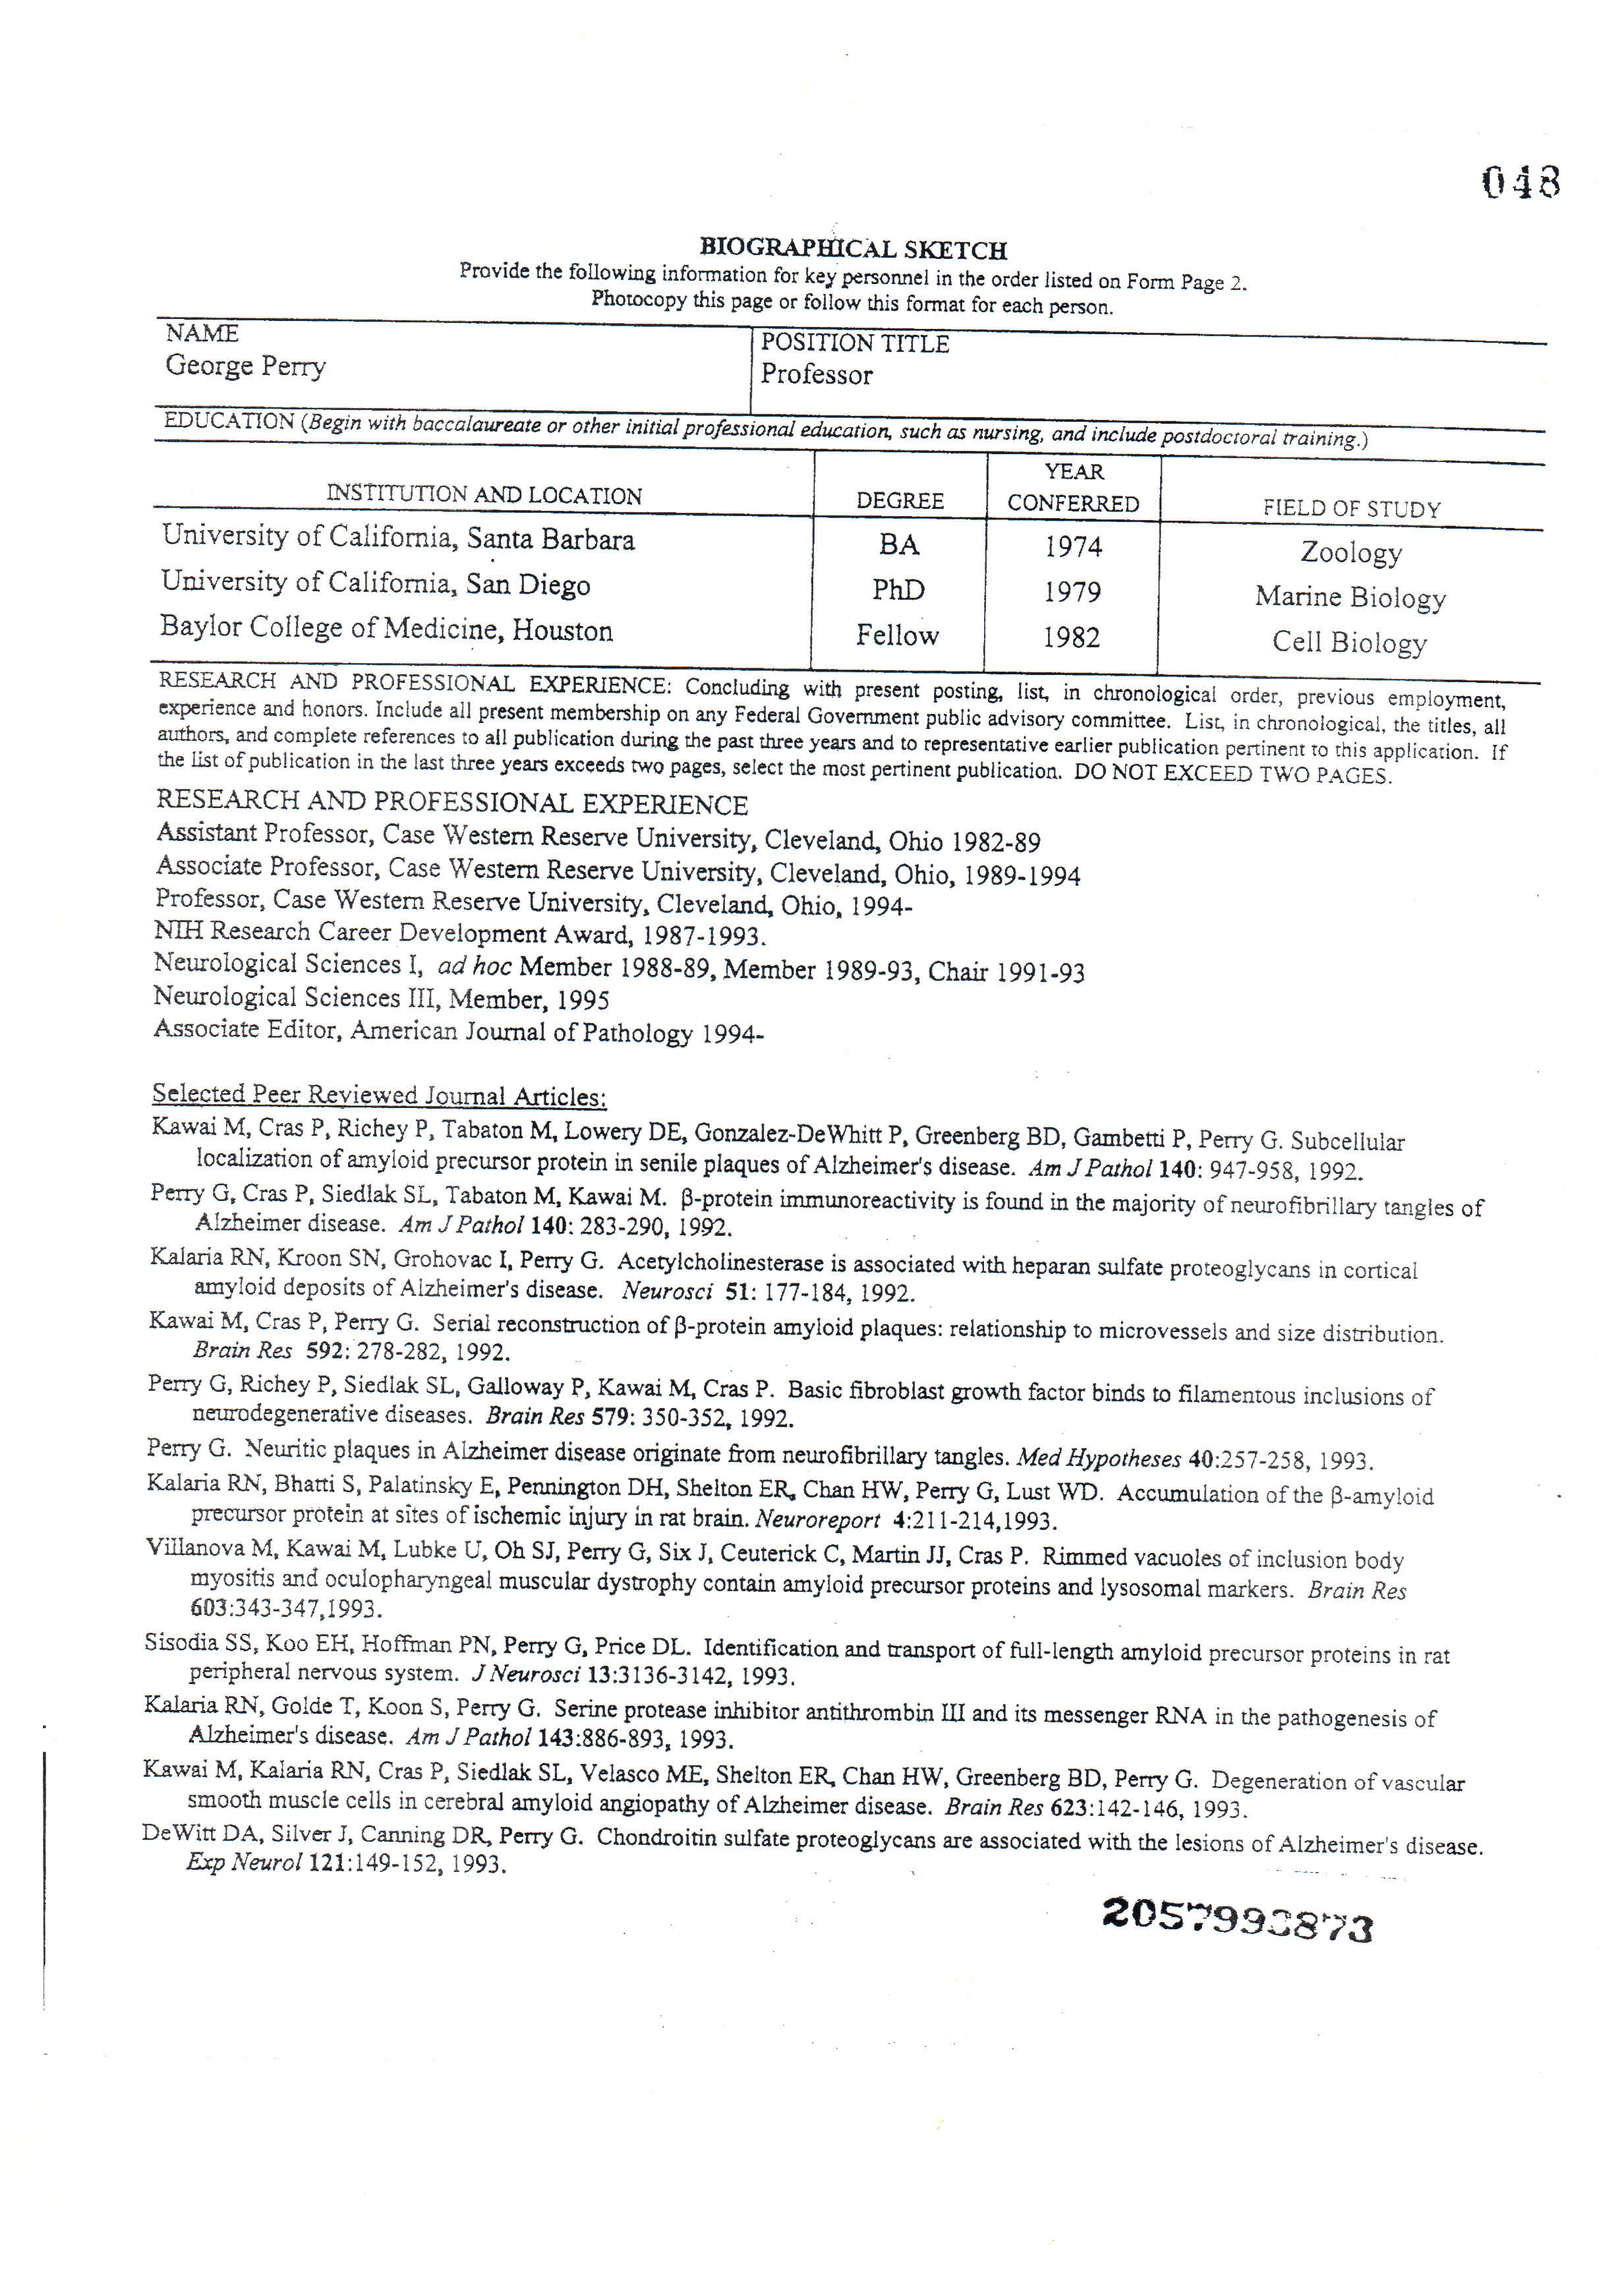 048
BIOGRAPHICAL SKETCH
Provide the following information for key personnel in the order listed on Form Page 2.
Photocopy this page or follow this format for each person.
NAME
George Perry
POSITION TITLE
Professor
EDUCATION (Begin with baccalaureate or other initial professional education, such as nursing, and include postdoctoral training.)
INSTITUTION AND LOCATION DEGREE YEAR CONFERRED FIELD OF STUDY
University of California, Santa Barbara BA 1974 Zoology
University of California, San Diego PhD 1979 Marine Biology
Baylor College of Medicine, Houston Fellow 1982 Cell Biology
RESEARCH AND PROFESSIONAL EXPERIENCE: Concluding with present posting, list, in chronological order, previous employment,
experience and honors. Include all present membership on any Federal Government public advisory committee. List, in chronological, the titles, all
authors, and complete references to all publication during the past three years and to representative earlier publication pertinent to this application. If
the list of publication in the last three years exceeds two pages, select the most pertinent publication. DO NOT EXCEED TWO PAGES.
RESEARCH AND PROFESSIONAL EXPERIENCE
Assistant Professor, Case Western Reserve University, Cleveland, Ohio 1982-89
Associate Professor, Case Western Reserve University, Cleveland, Ohio, 1989-1994
Professor, Case Western Reserve University, Cleveland, Ohio, 1994-
NIH Research Career Development Award, 1987-1993.
Neurological Sciences I, ad hoc Member 1988-89, Member 1989-93, Chair 1991-93
Neurological Sciences III, Member, 1995
Associate Editor, American Journal of Pathology 1994-
Selected Peer Reviewed Journal Articles:
Kawai M, Cras P, Richey P, Tabaton M, Lowery DE, Gonzalez-DeWhitt P, Greenberg BD, Gambetti P, Perry G. Subcellular
localization of amyloid precursor protein in senile plaques of Alzheimer's disease. Am J Pathol 140: 947-958, 1992.
Perry G, Cras P, Siedlak SL, Tabaton M, Kawai M. β-protein immunoreactivity is found in the majority of neurofibrillary tangles of
Alzheimer disease. Am J Pathol 140: 283-290, 1992.
Kalaria RN, Kroon SN, Grohovac I, Perry G. Acetylcholinesterase is associated with heparan sulfate proteoglycans in cortical
amyloid deposits of Alzheimer's disease. Neurosci 51: 177-184, 1992.
Kawai M, Cras P, Perry G. Serial reconstruction of β-protein amyloid plaques: relationship to microvessels and size distribution.
Brain Res 592: 278-282, 1992.
Perry G, Richey P, Siedlak SL, Galloway P, Kawai M, Cras P. Basic fibroblast growth factor binds to filamentous inclusions of
neurodegenerative diseases. Brain Res 579: 350-352, 1992.
Perry G. Neuritic plaques in Alzheimer disease originate from neurofibrillary tangles. Med Hypotheses 40:257-258, 1993.
Kalaria RN, Bhatti S, Palatinsky E, Pennington DH, Shelton ER, Chan HW, Perry G, Lust WD. Accumulation of the β-amyloid
precursor protein at sites of ischemic injury in rat brain. Neuroreport 4:211-214,1993.
Villanova M, Kawai M, Lubke U, Oh SJ, Perry G, Six J, Ceuterick C, Martin JJ, Cras P. Rimmed vacuoles of inclusion body
myositis and oculopharyngeal muscular dystrophy contain amyloid precursor proteins and lysosomal markers. Brain Res
603:343-347,1993.
Sisodia SS, Koo EH, Hoffman PN, Perry G, Price DL. Identification and transport of full-length amyloid precursor proteins in rat
peripheral nervous system. J Neurosci 13:3136-3142, 1993.
Kalaria RN, Golde T, Koon S, Perry G. Serine protease inhibitor antithrombin III and its messenger RNA in the pathogenesis of
Alzheimer's disease. Am J Pathol 143:886-893, 1993.
Kawai M, Kalaria RN, Cras P, Siedlak SL, Velasco ME, Shelton ER, Chan HW, Greenberg BD, Perry G. Degeneration of vascular
smooth muscle cells in cerebral amyloid angiopathy of Alzheimer disease. Brain Res 623:142-146, 1993.
DeWitt DA, Silver J, Canning DR, Perry G. Chondroitin sulfate proteoglycans are associated with the lesions of Alzheimer's disease.
Exp Neurol 121:149-152, 1993.